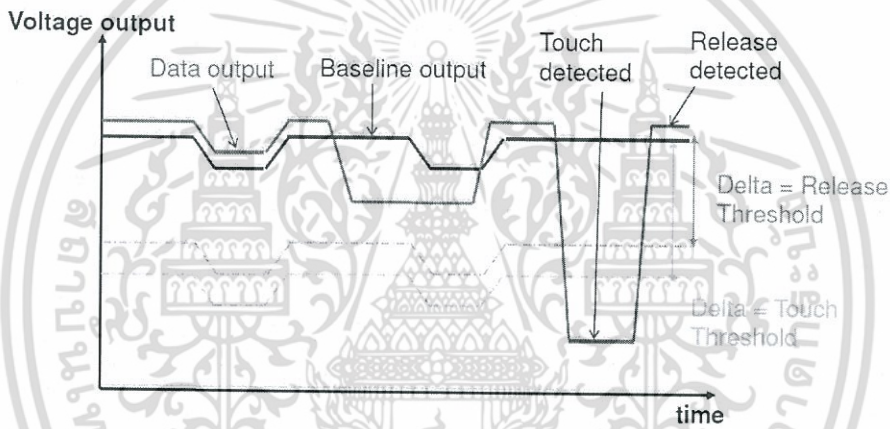 Voltage output
Data output
Baseline output
Touch
detected
Release
detected
Delta = Release
Threshold
Delta = Touch
Threshold
time